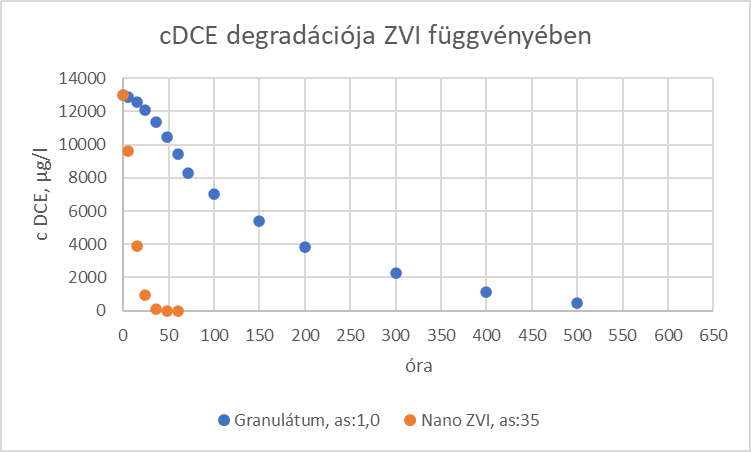 cDCE degradációja ZVI függvényében
14000
12000
10000
8000
6000
4000
2000
0
c DCE, µg/l
0 50 100 150 200 250 300 350 400 450 500 550 600 650
óra
Granulátum, as:1,0 Nano ZVI, as:35